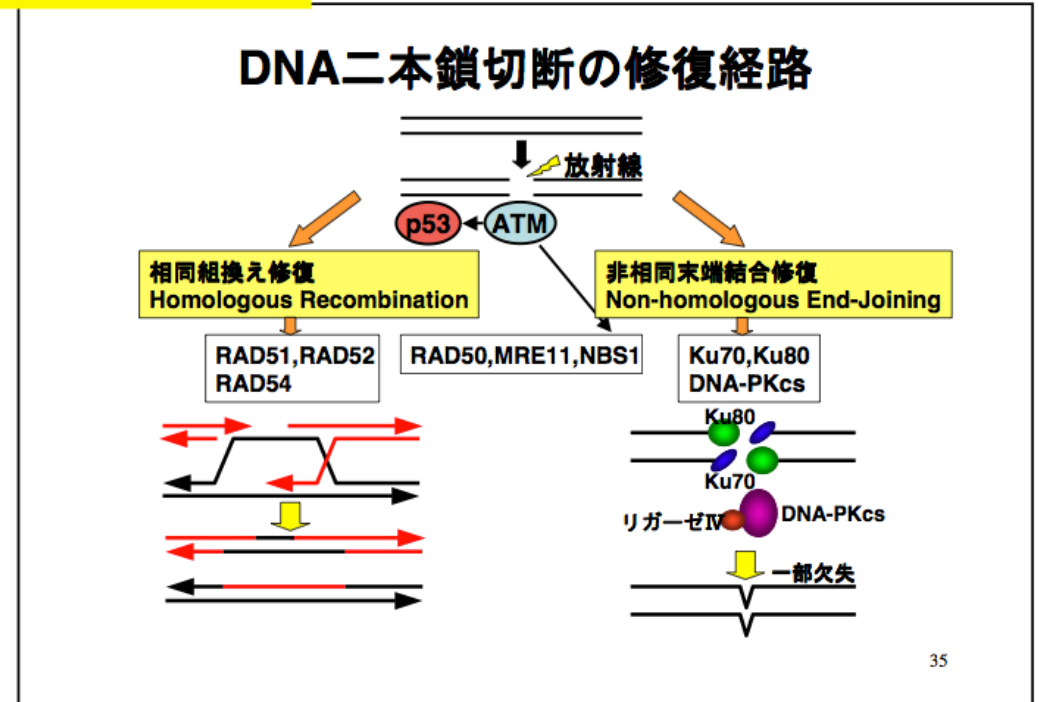 DNA二本鎖切断の修復経路
放射線
p53
ATM
相同組換え修復
Homologous Recombination
非相同末端結合修復
Non-homologous End-Joining
RAD51,RAD52
RAD54
RAD50,MRE11,NBS1
Ku70,Ku80
DNA-PKcs
Ku80
Ku70
リガーゼⅣ
DNA-PKcs
一部欠失
35